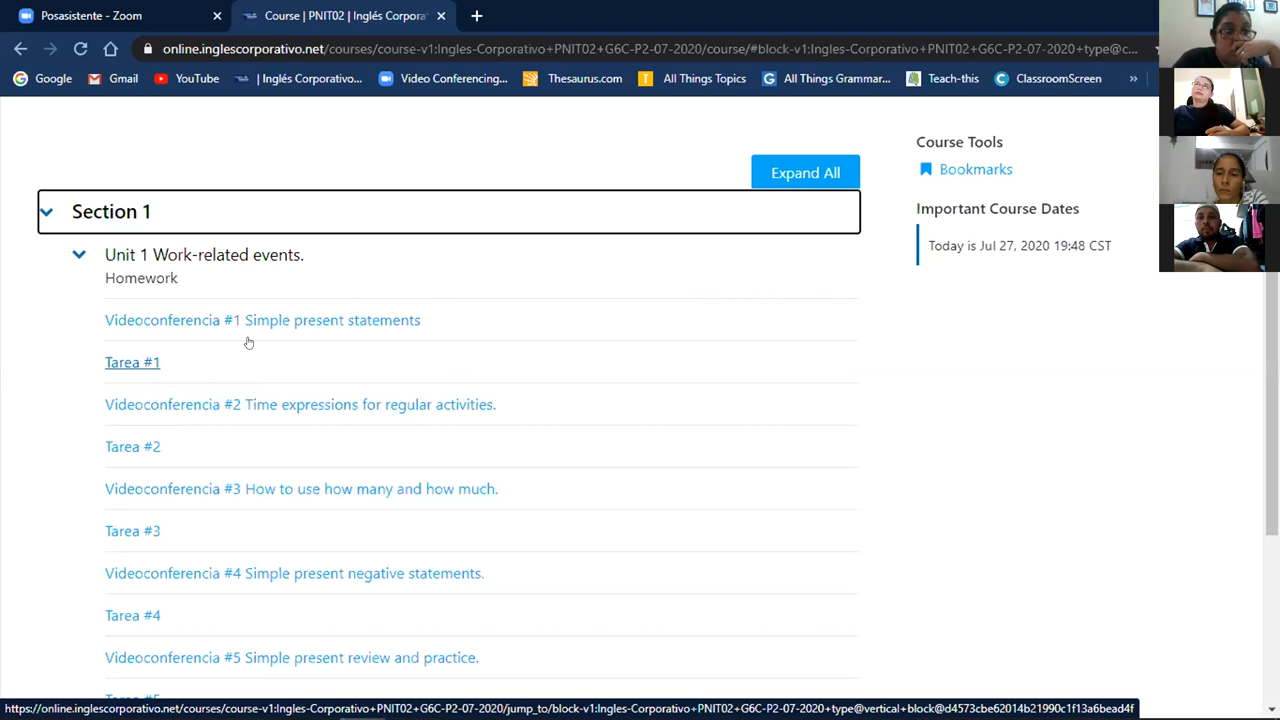 Posasistente - Zoom
Course | PNIT02 | Inglés Corpora
online.inglescorporativo.net/courses/course-v1:Ingles-Corporativo+PNIT02+G6C-P2-07-2020/course/#block-v1:Ingles-Corporativo+PNIT02+G6C-P2-07-2020+type@c...
Google
Gmail
YouTube
| Inglés Corporativo...
Video Conferencing...
Thesaurus.com
All Things Topics
All Things Grammar...
Teach-this
ClassroomScreen
»
Expand All
Section 1
Unit 1 Work-related events.
Homework
Videoconferencia #1 Simple present statements
Tarea #1
Videoconferencia #2 Time expressions for regular activities.
Tarea #2
Videoconferencia #3 How to use how many and how much.
Tarea #3
Videoconferencia #4 Simple present negative statements.
Tarea #4
Videoconferencia #5 Simple present review and practice.
Tarea #5
Course Tools
Bookmarks
Important Course Dates
Today is Jul 27, 2020 19:48 CST
https://online.inglescorporativo.net/courses/course-v1:Ingles-Corporativo+PNIT02+G6C-P2-07-2020/jump_to/block-v1:Ingles-Corporativo+PNIT02+G6C-P2-07-2020+type@vertical+block@d4573cbe62014b21990c1f13a6bead4f